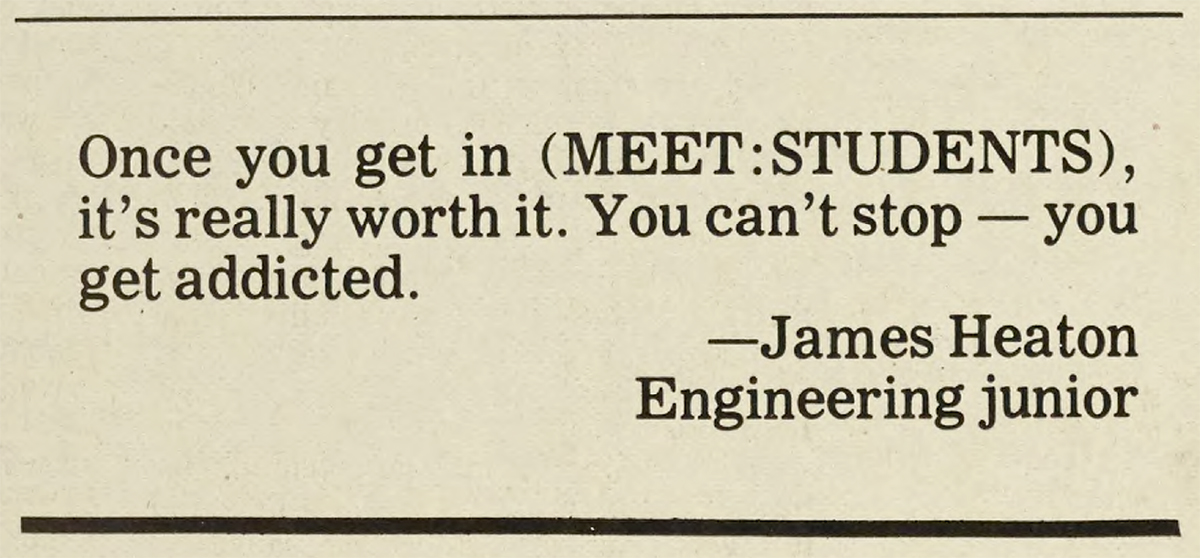 Once you get in (MEET:STUDENTS),
it's really worth it. You can't stop — you
get addicted.
—James Heaton
Engineering junior